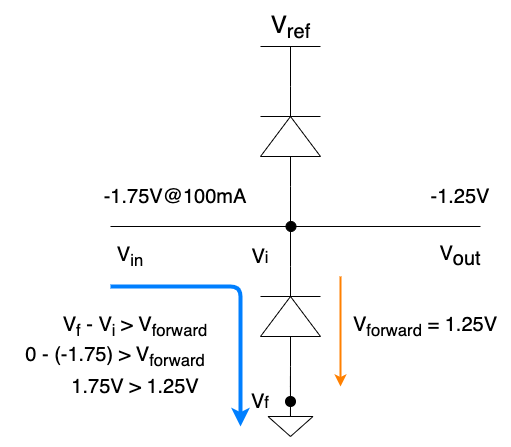 Vref
-1.75V@100mA
-1.25V
Vin
Vi
Vout
Vf - Vi > Vforward
0 - (-1.75) > Vforward
1.75V > 1.25V
Vforward = 1.25V
Vf